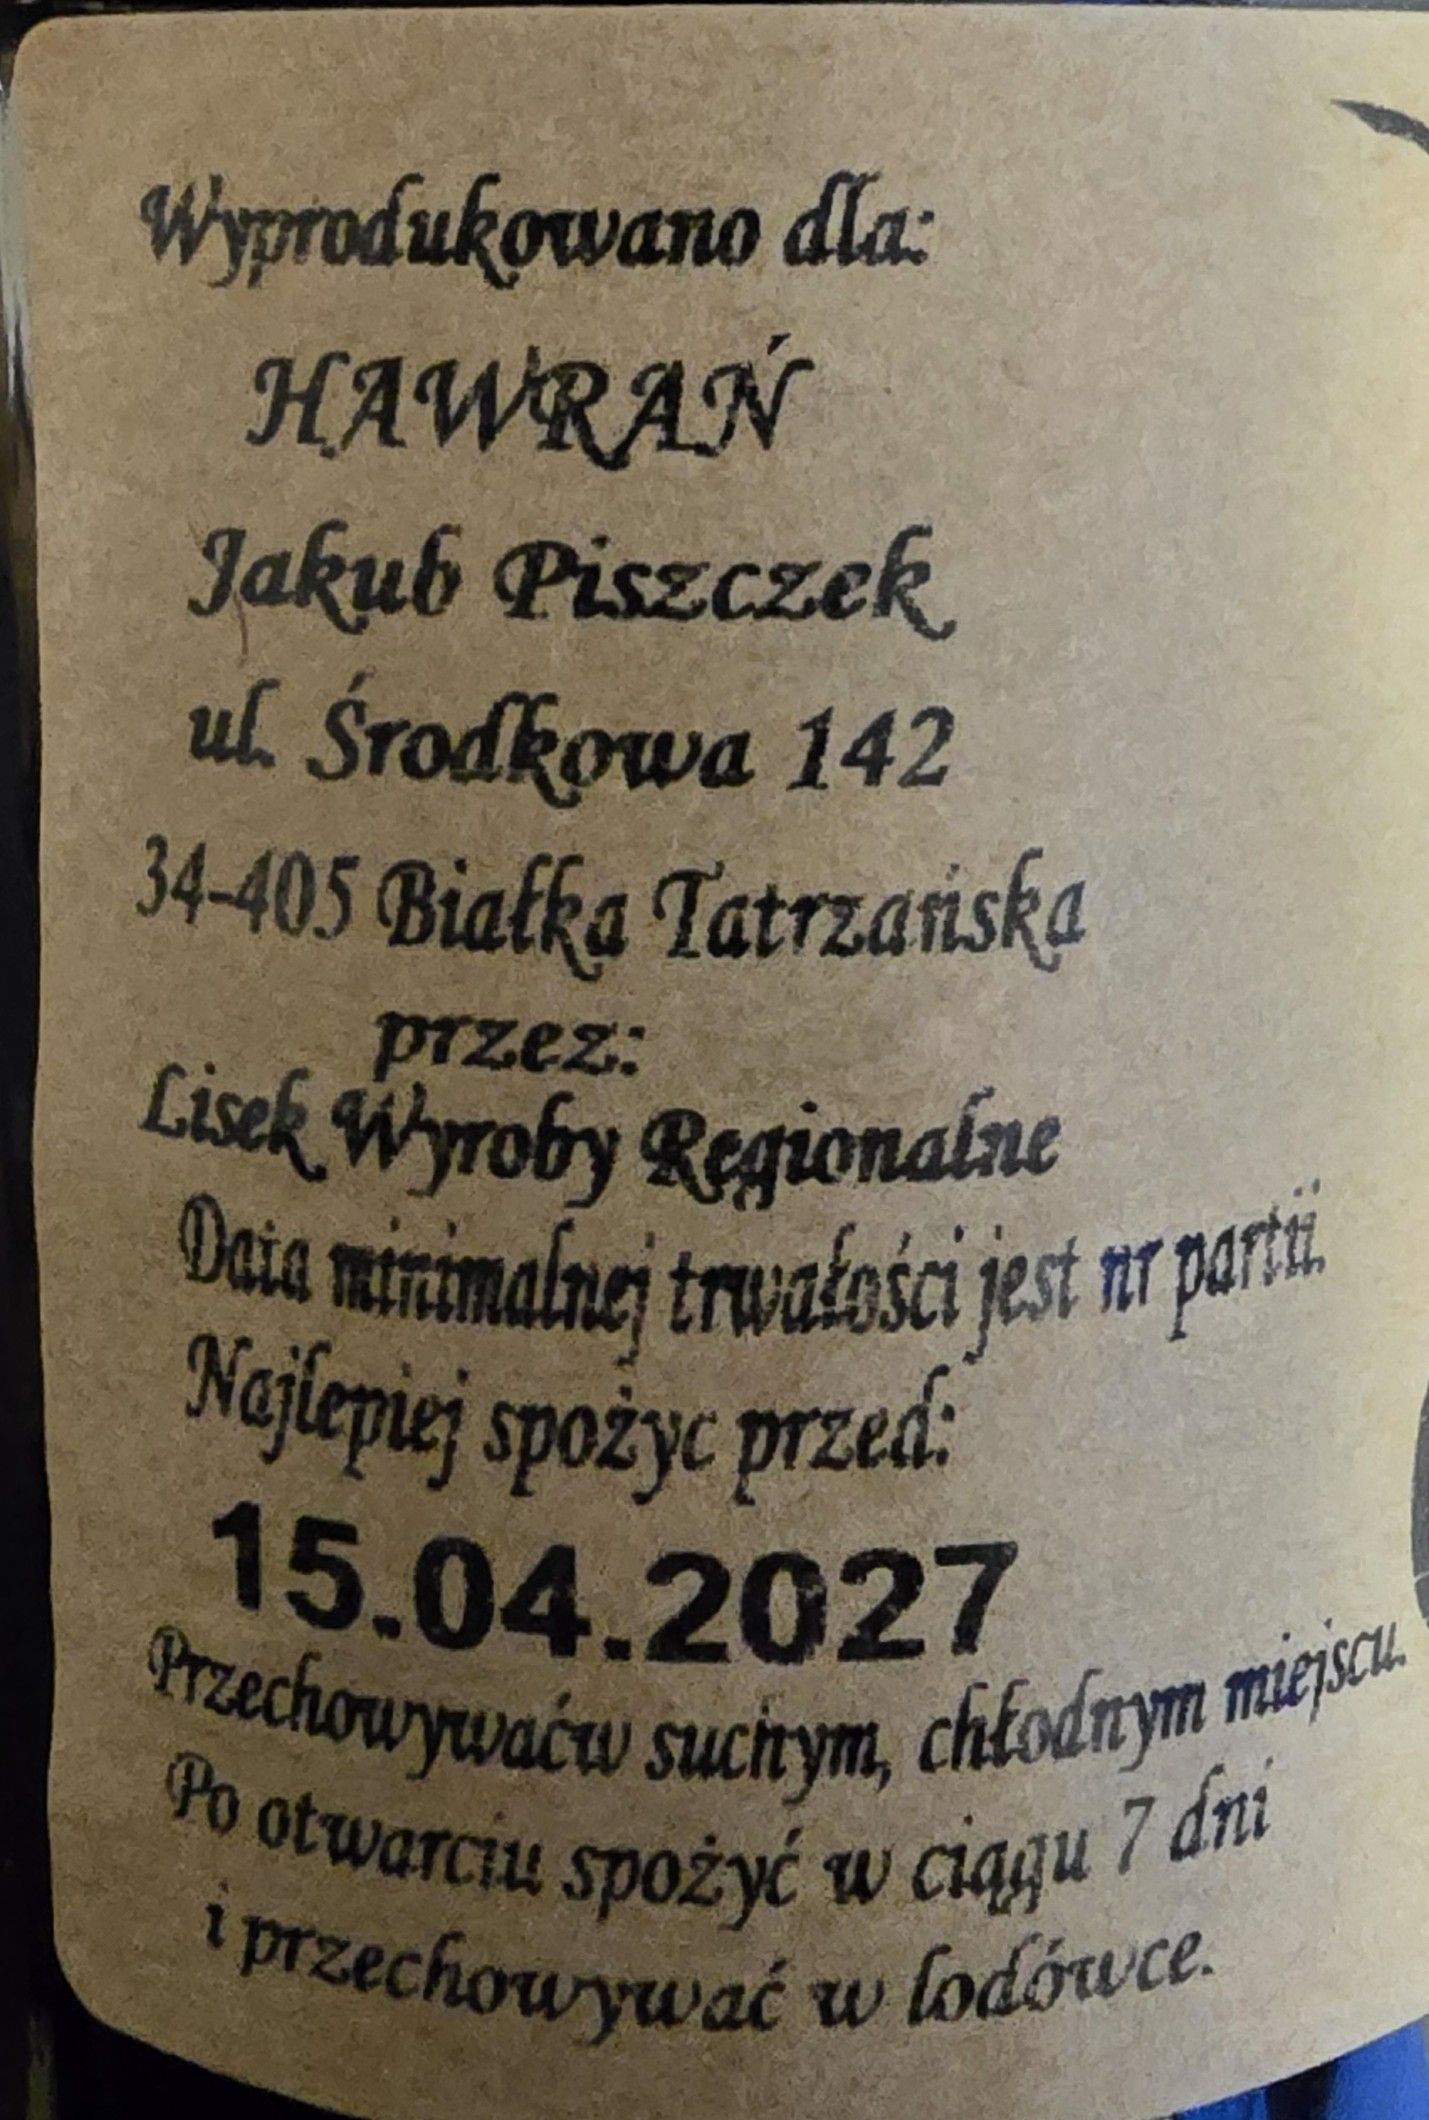 Wyprodukowano dla:
HAWRAŃ
Jakub Piszczek
ul. Środkowa 142
34-405 Białka Tatrzańska
przez:
Lisek Wyroby Regionalne
Data minimalnej trwałości jest nr partii.
Najlepiej spożyc przed:
15.04.2027
Przechowywaćw suchym, chłodnym miejscu.
Po otwarciu spożyć w ciągu 7 dni
i przechowywać w lodówce.